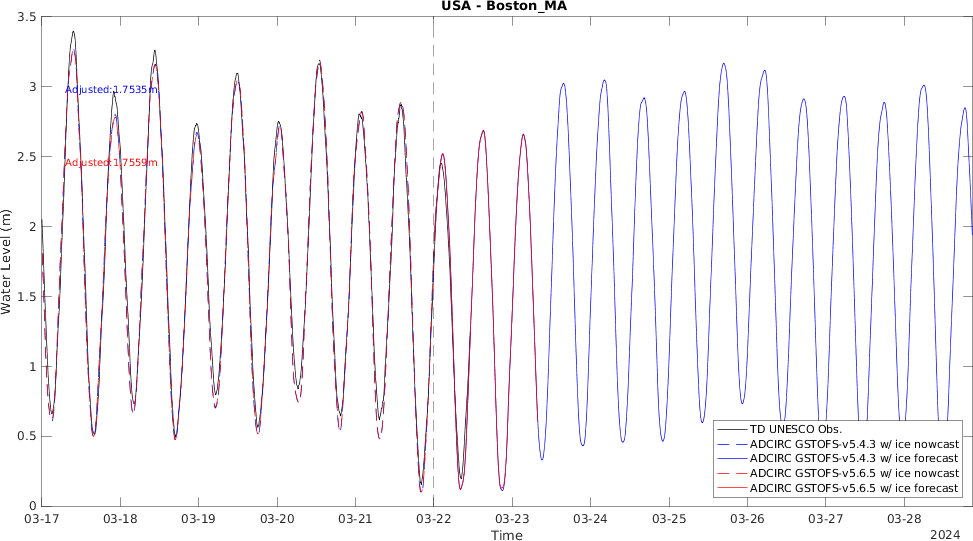 USA - Boston_MA
3.5
3
2.5
2
1.5
1
0.5
0
Water Level (m)
Adjusted:1.7535m
Adjusted:1.7559m
TD UNESCO Obs.
ADCIRC GSTOFS-v5.4.3 w/ ice nowcast
ADCIRC GSTOFS-v5.4.3 w/ ice forecast
ADCIRC GSTOFS-v5.6.5 w/ ice nowcast
ADCIRC GSTOFS-v5.6.5 w/ ice forecast
03-17 03-18 03-19 03-20 03-21 03-22 03-23 03-24 03-25 03-26 03-27 03-28
Time
2024